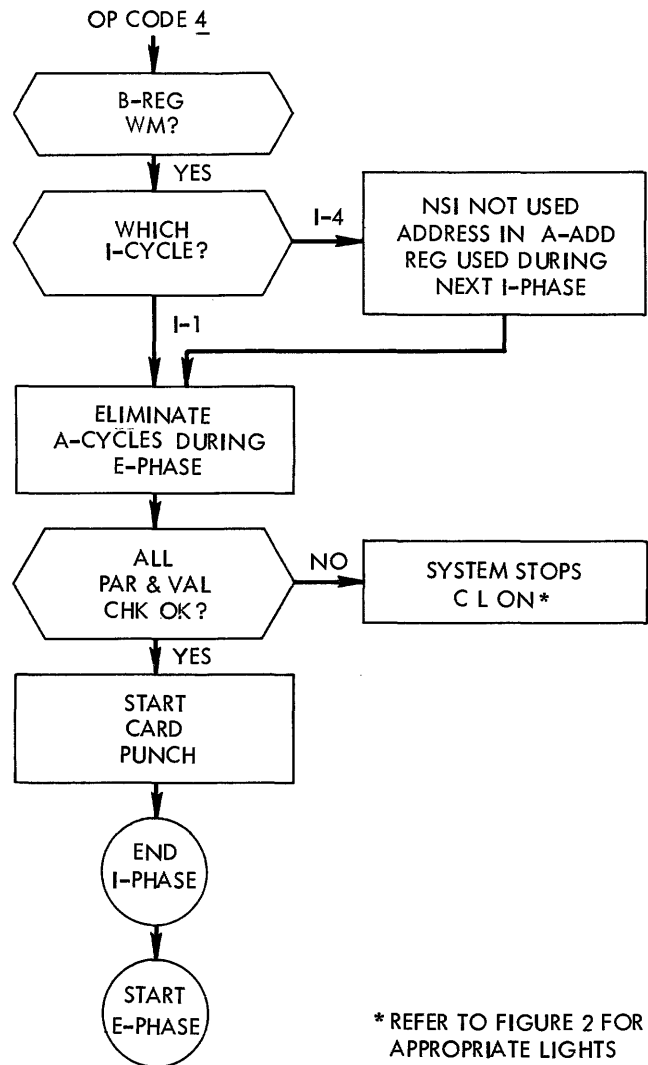 OP CODE 4
B-REG
WM?
YES
WHICH
I-CYCLE?
I-4
NSI NOT USED
ADDRESS IN A-ADD
REG USED DURING
NEXT I-PHASE
I-1
ELIMINATE
A-CYCLES DURING
E-PHASE
ALL
PAR & VAL
CHK OK?
NO
SYSTEM STOPS
C L ON*
YES
START
CARD
PUNCH
END
I-PHASE
START
E-PHASE
* REFER TO FIGURE 2 FOR
APPROPRIATE LIGHTS